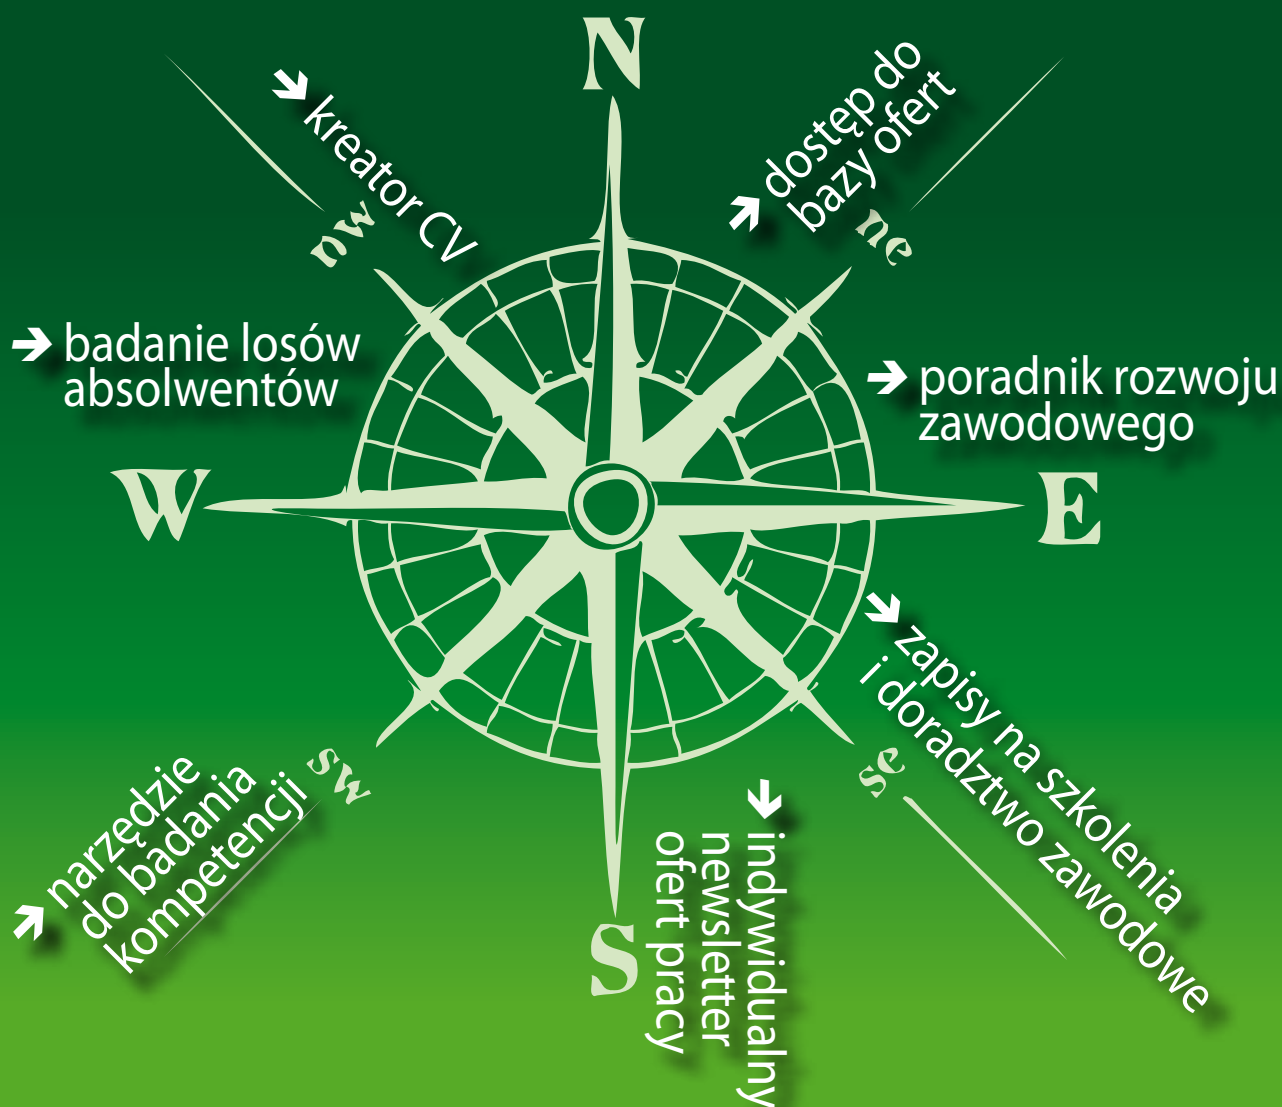 N
➔ kreator CV
➔ dostęp do
bazy ofert
nw
ne
➔ badanie losów
absolwentów
➔ poradnik rozwoju
zawodowego
W
E
➔ zapisy na szkolenia
i doradztwo zawodowe
sw
se
➔ narzędzie
do badania
kompetencji
➔ indywidualny
newsletter
ofert pracy
S